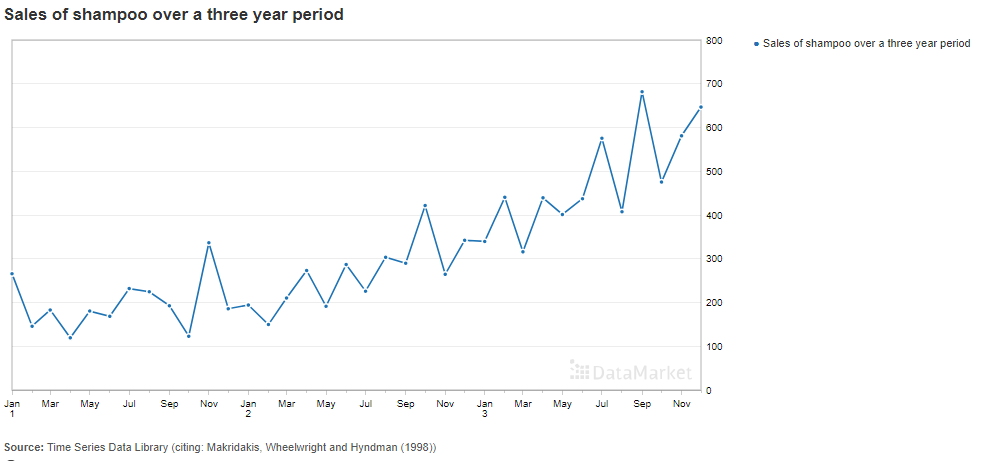 Sales of shampoo over a three year period
800
Sales of shampoo over a three year period
700
600
500
400
300
200
100
DataMarket
0
Jan Mar May Jul Sep Nov Jan Mar May Jul Sep Nov Jan Mar May Jul Sep Nov
1 2 3
Source: Time Series Data Library (citing: Makridakis, Wheelwright and Hyndman (1998))